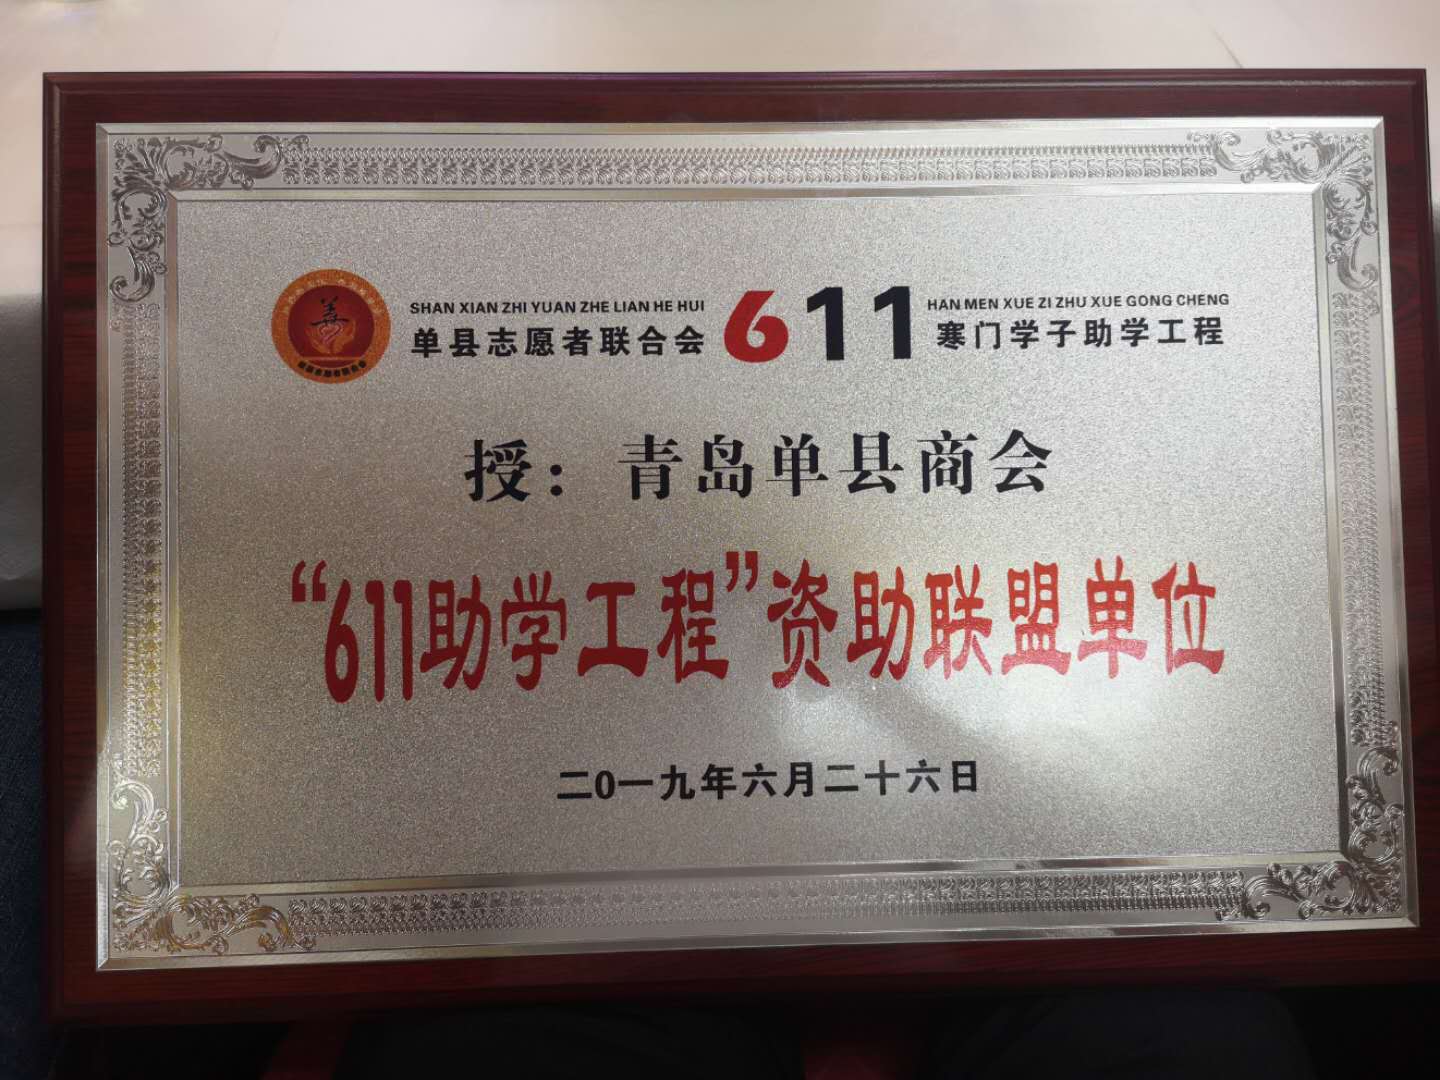 善
SHAN XIAN ZHI YUAN ZHE LIAN HE HUI
单县志愿者联合会
611
HAN MEN XUE ZI ZHU XUE GONG CHENG
寒门学子助学工程
授：青岛单县商会
“611助学工程”资助联盟单位
二0一九年六月二十六日